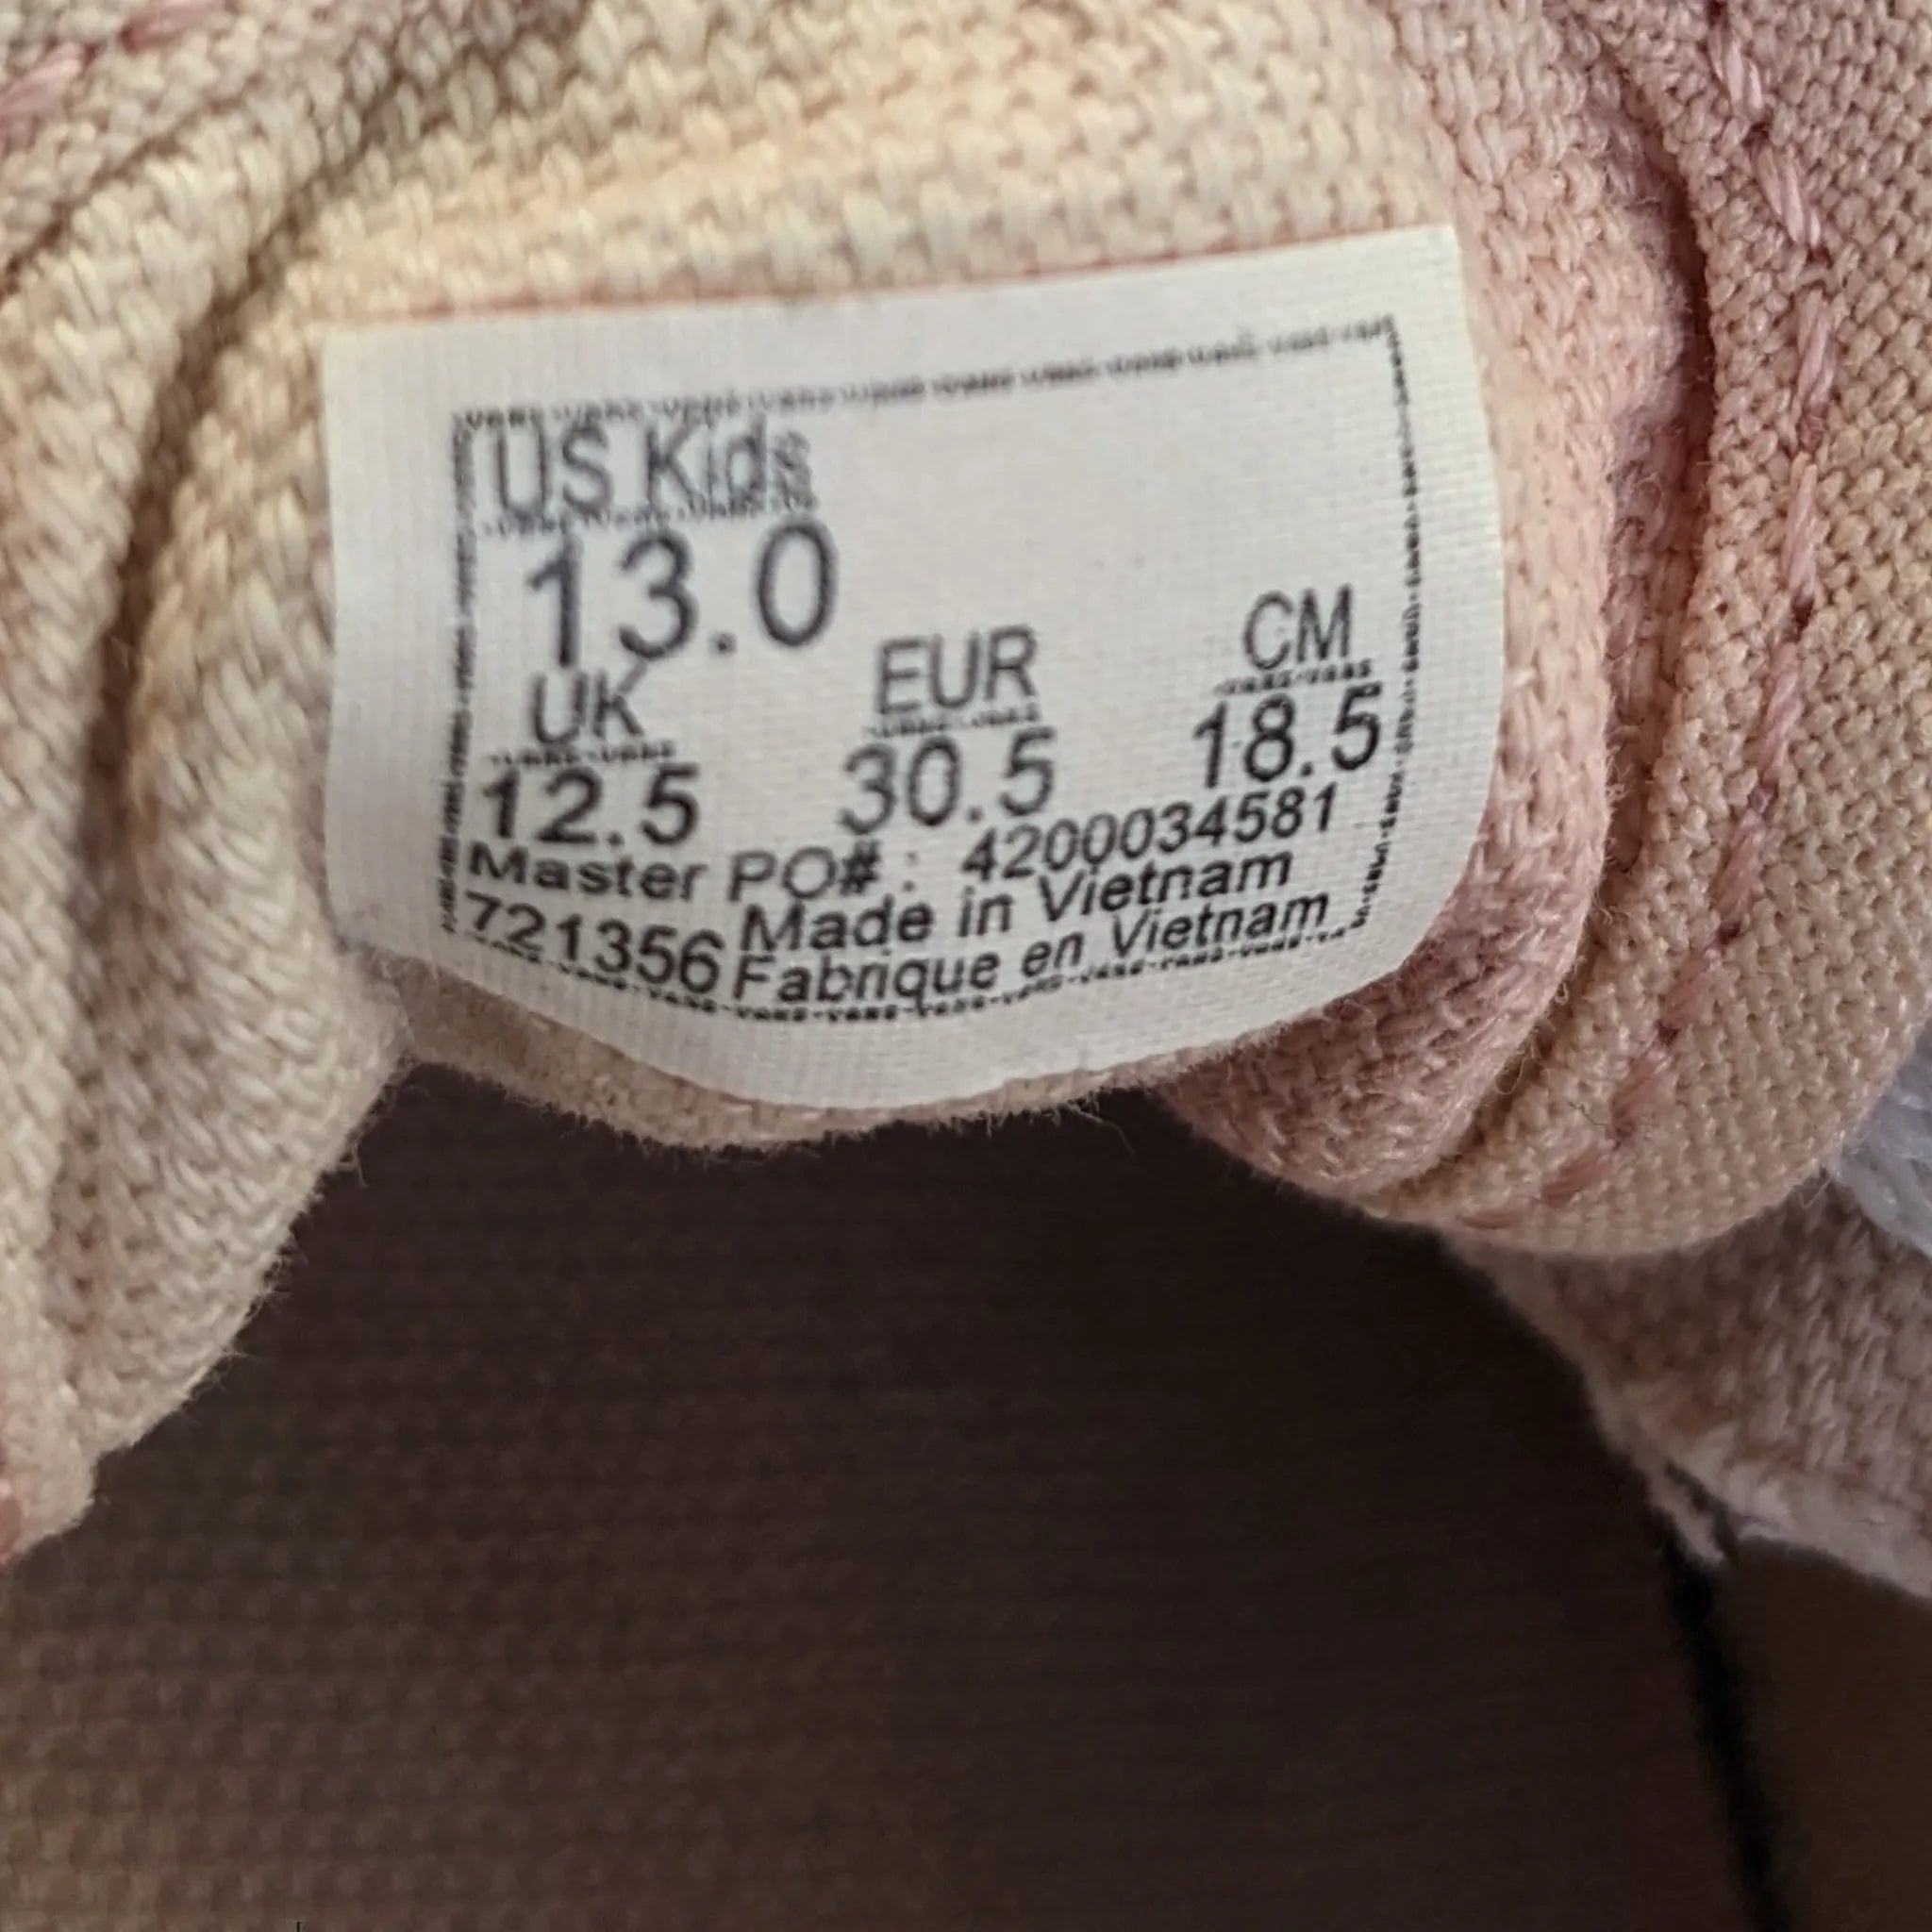 US Kids
13.0
UK EUR CM
12.5 30.5 18.5
Master PO# : 4200034581
721356 Made in Vietnam
Fabrique en Vietnam